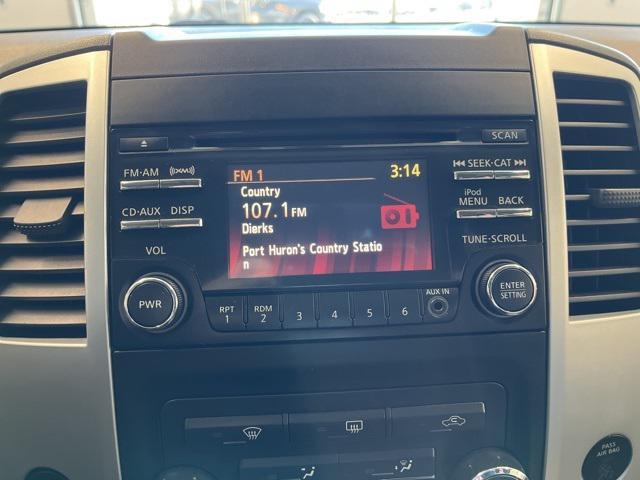 SCAN
FM·AM
SEEK·CAT
iPod
MENU BACK
CD·AUX DISP
TUNE·SCROLL
VOL
FM 1 3:14
Country
107.1 FM
Dierks
Port Huron's Country Statio
n
PWR
ENTER
SETTING
AUX IN
RPT
1
RDM
2
3
4
5
6
PASS
AIR BAG